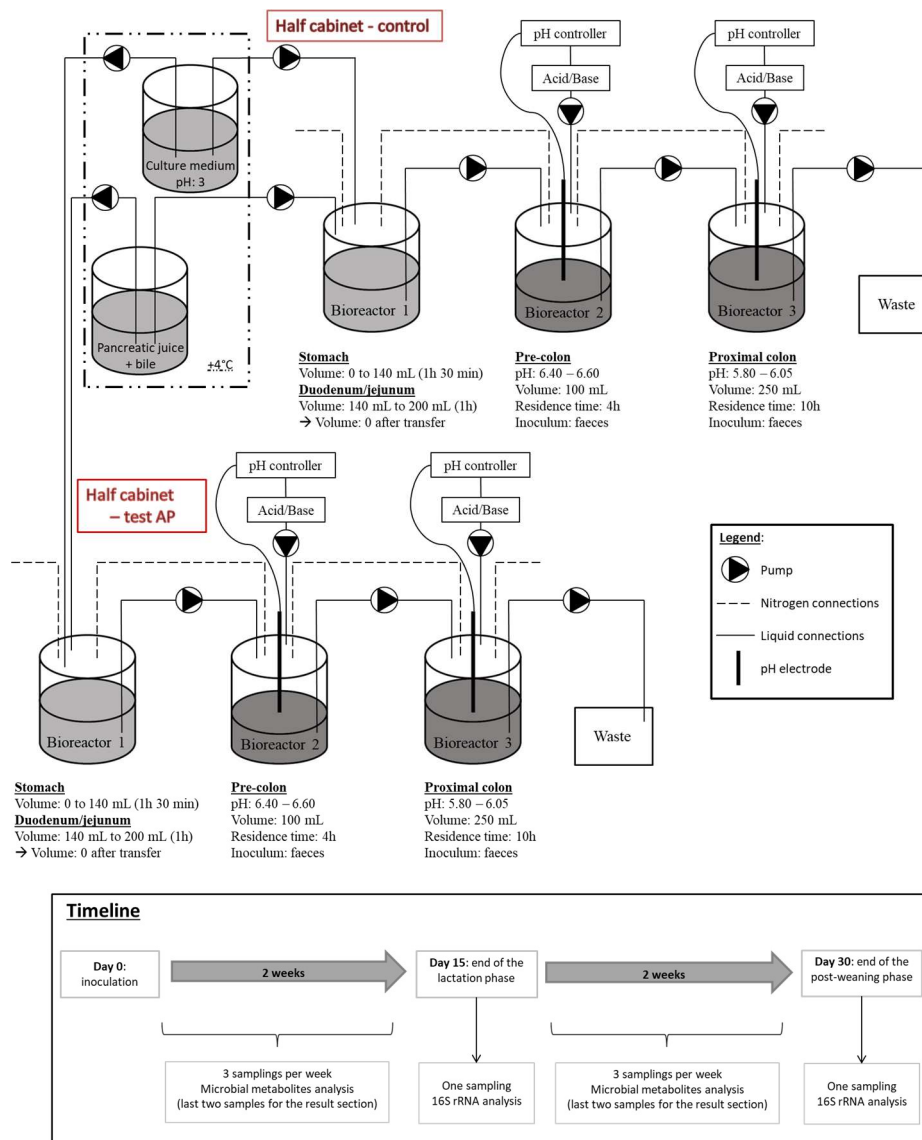 Half cabinet - control
pH controller
pH controller
Acid/Base
Acid/Base
Culture medium
pH: 3
Pancreatic juice
+ bile
+4°C
Bioreactor 1
Bioreactor 2
Bioreactor 3
Waste
Stomach
Volume: 0 to 140 mL (1h 30 min)
Duodenum/jejunum
Volume: 140 mL to 200 mL (1h)
→ Volume: 0 after transfer
Pre-colon
pH: 6.40 – 6.60
Volume: 100 mL
Residence time: 4h
Inoculum: faeces
Proximal colon
pH: 5.80 – 6.05
Volume: 250 mL
Residence time: 10h
Inoculum: faeces
Half cabinet
– test AP
pH controller
pH controller
Acid/Base
Acid/Base
Bioreactor 1
Bioreactor 2
Bioreactor 3
Waste
Stomach
Volume: 0 to 140 mL (1h 30 min)
Duodenum/jejunum
Volume: 140 mL to 200 mL (1h)
→ Volume: 0 after transfer
Pre-colon
pH: 6.40 – 6.60
Volume: 100 mL
Residence time: 4h
Inoculum: faeces
Proximal colon
pH: 5.80 – 6.05
Volume: 250 mL
Residence time: 10h
Inoculum: faeces
Legend:
Pump
Nitrogen connections
Liquid connections
pH electrode
Timeline
Day 0:
inoculation
2 weeks
Day 15: end of the
lactation phase
2 weeks
Day 30: end of the
post-weaning phase
3 samplings per week
Microbial metabolites analysis
(last two samples for the result section)
One sampling
16S rRNA analysis
3 samplings per week
Microbial metabolites analysis
(last two samples for the result section)
One sampling
16S rRNA analysis